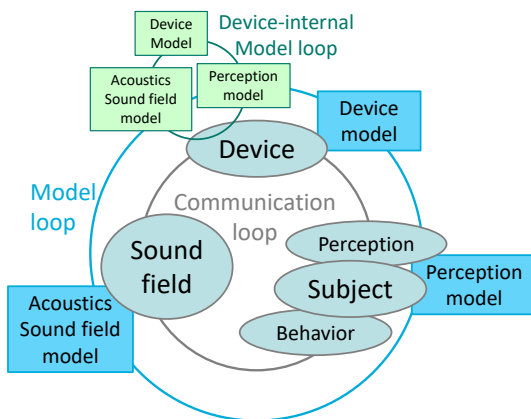 Device
Model
Device-internal
Model loop
Acoustics
Sound field
model
Perception
model
Device
model
Device
Model
loop
Communication
loop
Sound
field
Perception
Subject
Behavior
Perception
model
Acoustics
Sound field
model